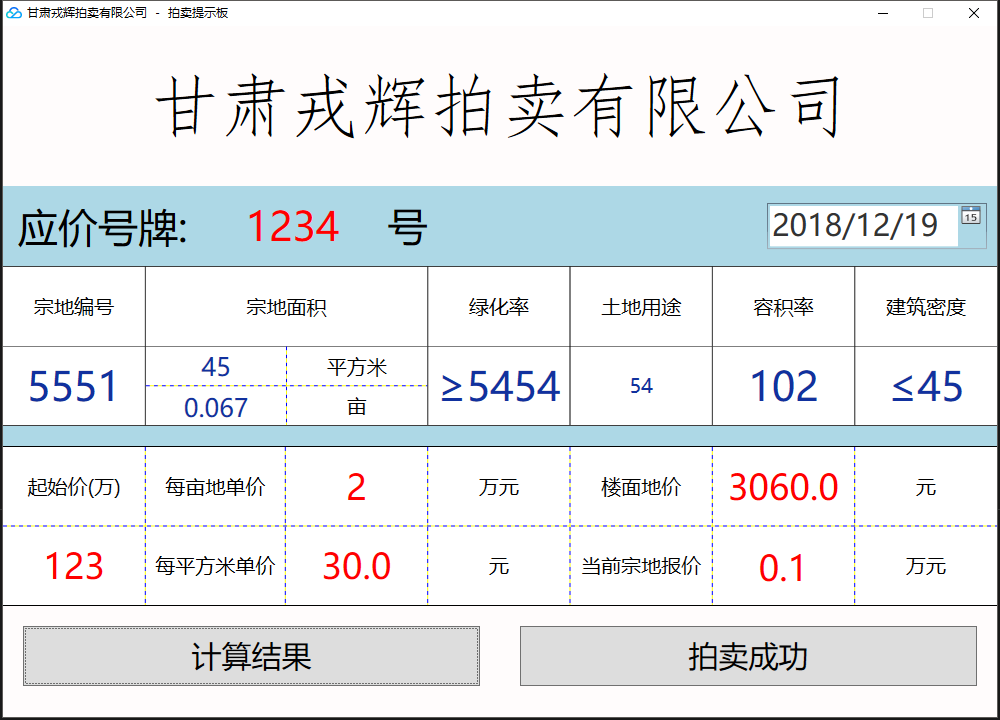 甘肃戎辉拍卖有限公司 - 拍卖提示板
甘肃戎辉拍卖有限公司
应价号牌: 1234 号 2018/12/19 15
宗地编号 宗地面积 绿化率 土地用途 容积率 建筑密度
5551 45 平方米 ≥5454 54 102 ≤45
0.067 亩
起始价(万) 每亩地单价 2 万元 楼面地价 3060.0 元
123 每平方米单价 30.0 元 当前宗地报价 0.1 万元
计算结果 拍卖成功